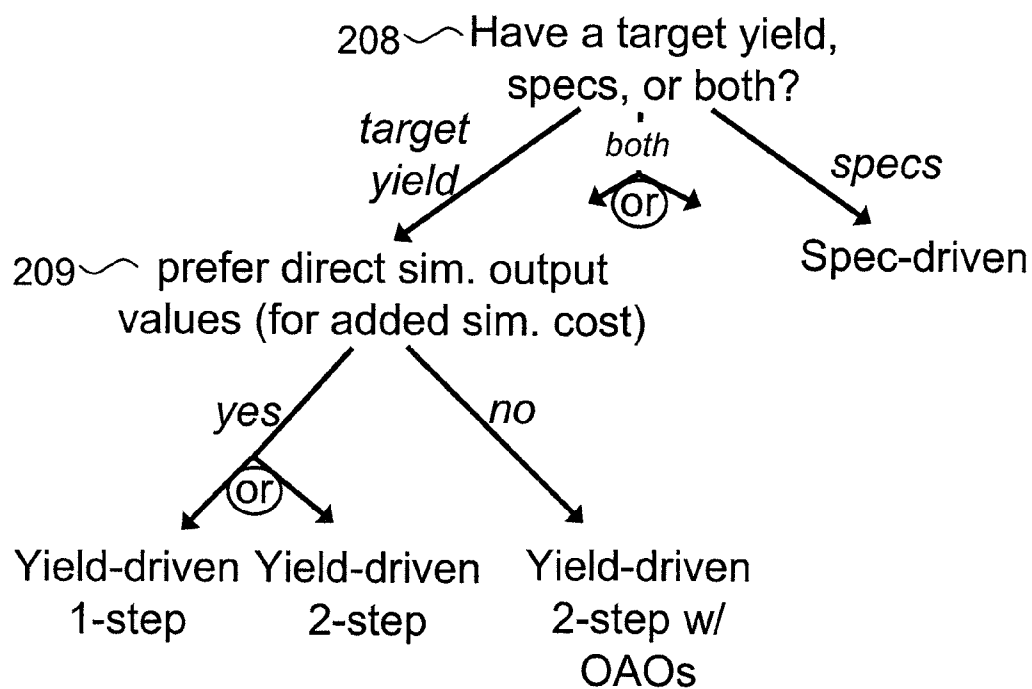 208 Have a target yield,
specs, or both?
target
yield
both
specs
or
Spec-driven
209 prefer direct sim. output
values (for added sim. cost)
yes
no
or
Yield-driven Yield-driven Yield-driven
1-step 2-step 2-step w/
OAOs